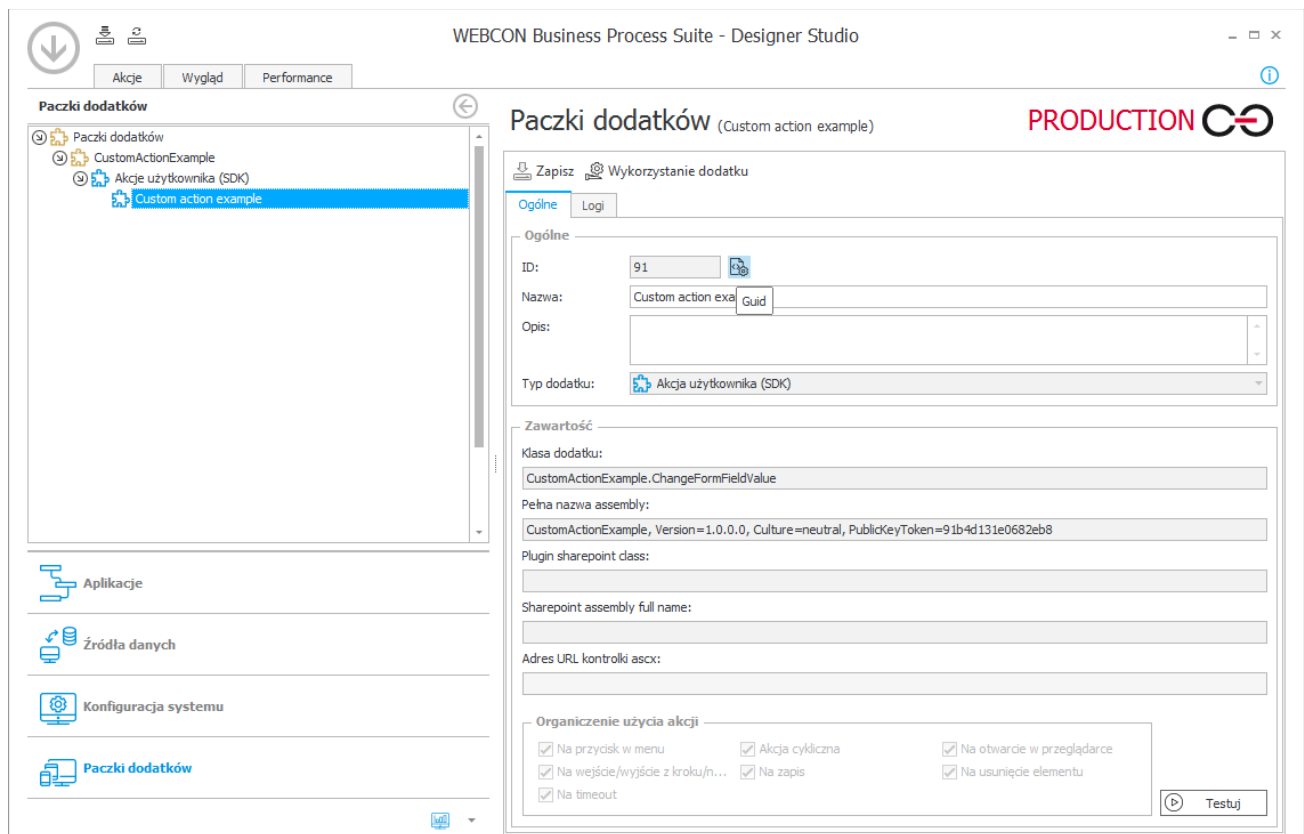 WEBCON Business Process Suite - Designer Studio
Akcje Wygląd Performance
Paczki dodatków
Paczki dodatków
CustomActionExample
Akcje użytkownika (SDK)
Custom action example
Aplikacje
Źródła danych
Konfiguracja systemu
Paczki dodatków
Paczki dodatków (Custom action example)
PRODUCTION
Zapisz Wykorzystanie dodatku
Ogólne Logi
Ogólne
ID: 91
Nazwa: Custom action exa
Guid
Opis:
Typ dodatku: Akcja użytkownika (SDK)
Zawartość
Klasa dodatku:
CustomActionExample.ChangeFormFieldValue
Pełna nazwa assembly:
CustomActionExample, Version=1.0.0.0, Culture=neutral, PublicKeyToken=91b4d131e0682eb8
Plugin sharepoint class:
Sharepoint assembly full name:
Adres URL kontrolki ascx:
Organiczenie użycia akcji
Na przycisk w menu Akcja cykliczna Na otwarcie w przeglądarce
Na wejście/wyjście z kroku/n... Na zapis Na usunięcie elementu
Na timeout
Testuj